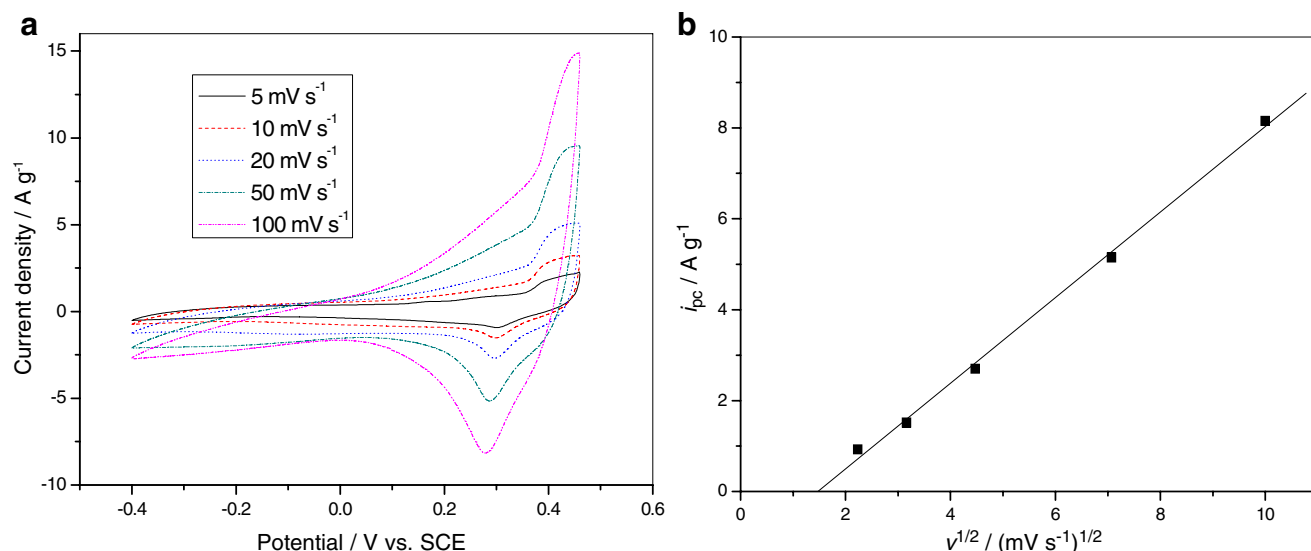 a
15
10
5
0
-5
-10
Current density / A g⁻¹
5 mV s⁻¹
10 mV s⁻¹
20 mV s⁻¹
50 mV s⁻¹
100 mV s⁻¹
-0.4 -0.2 0.0 0.2 0.4 0.6
Potential / V vs. SCE
b
10
8
6
4
2
0
i_pc / A g⁻¹
0 2 4 6 8 10
v^1/2 / (mV s⁻¹)^1/2